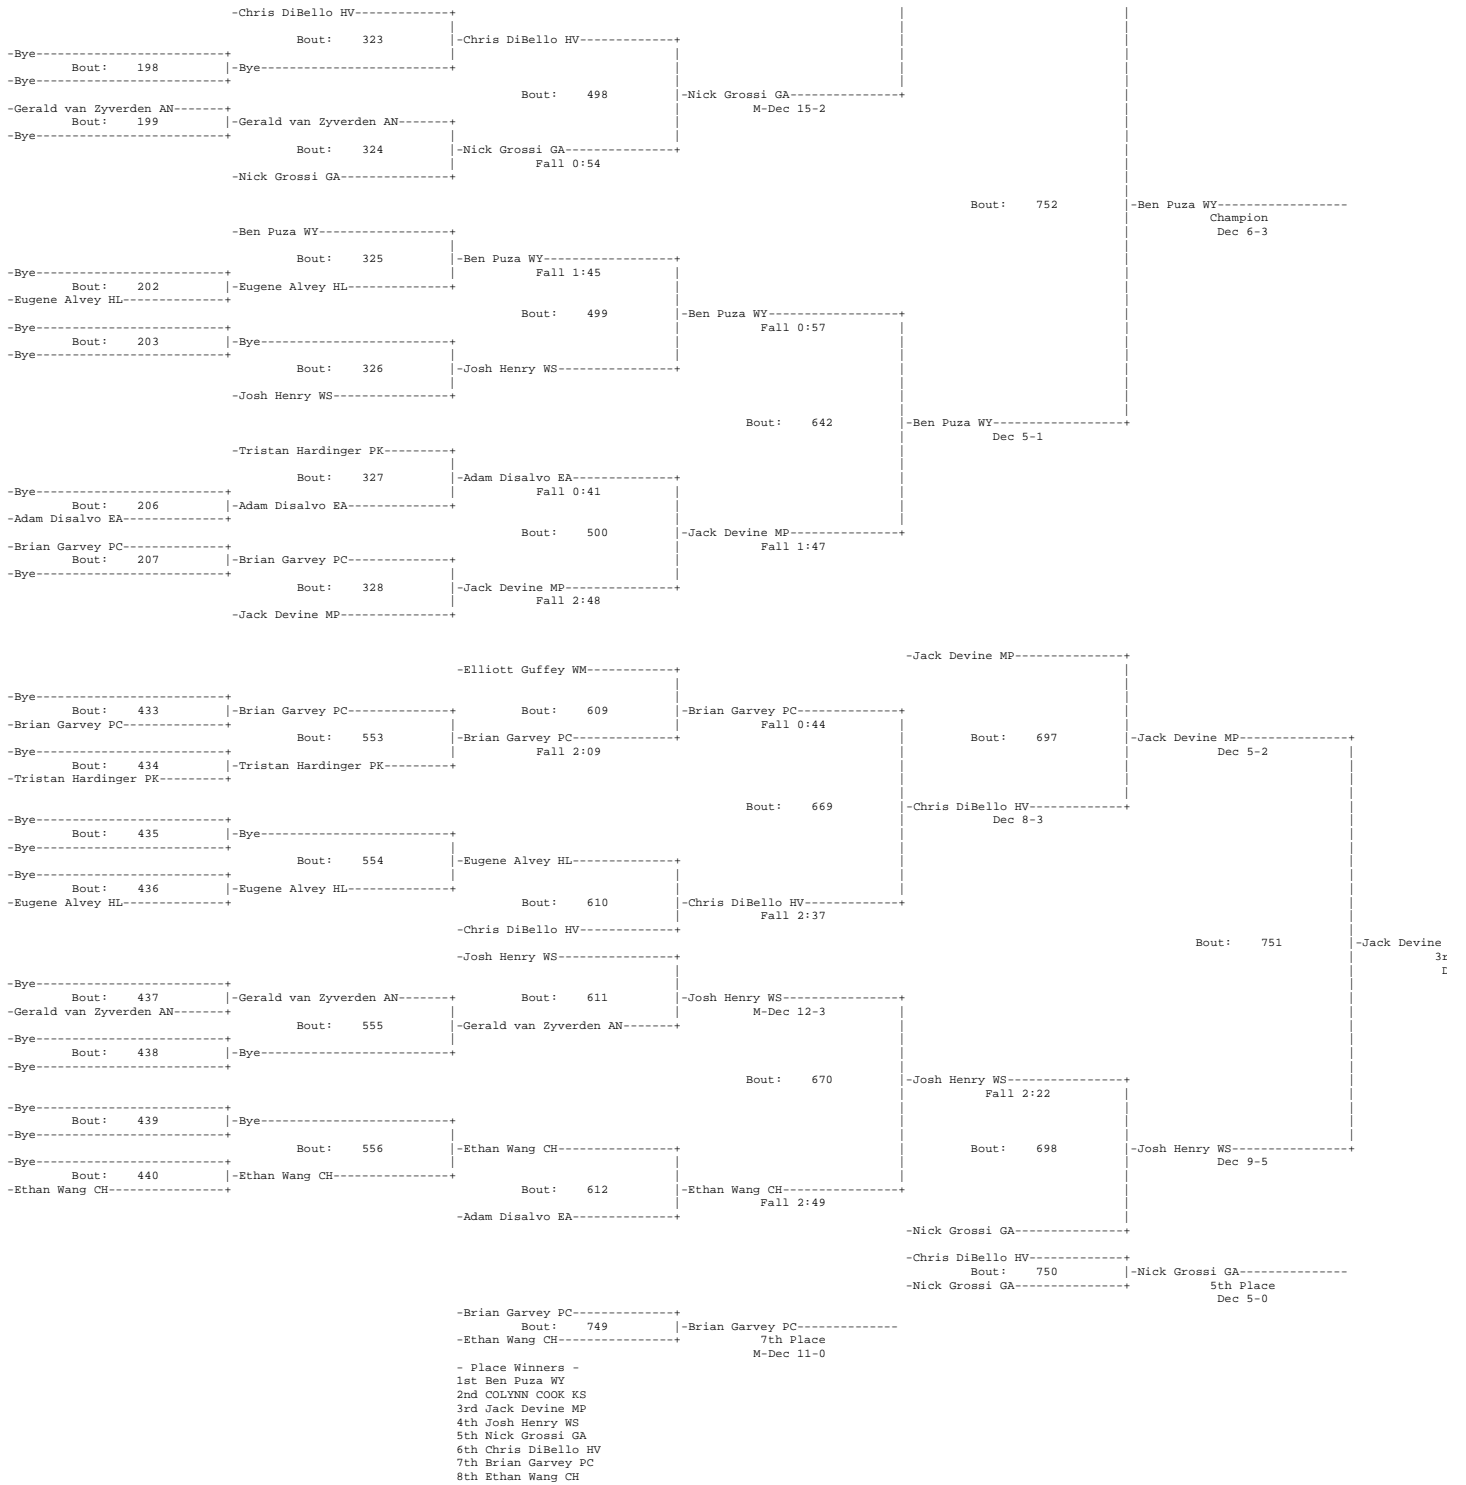 -Chris DiBello HV-------------+
Bout: 323 |-Chris DiBello HV-------------+
-Bye--------------------------+
Bout: 198 |-Bye--------------------------+
-Bye--------------------------+
Bout: 498 |-Nick Grossi GA---------------+
-Gerald van Zyverden AN-------+ M-Dec 15-2
Bout: 199 |-Gerald van Zyverden AN-------+
-Bye--------------------------+
Bout: 324 |-Nick Grossi GA---------------+
Fall 0:54
-Nick Grossi GA---------------+
Bout: 752 |-Ben Puza WY------------------
Champion
-Ben Puza WY------------------+ Dec 6-3
Bout: 325 |-Ben Puza WY------------------+
-Bye--------------------------+ Fall 1:45
Bout: 202 |-Eugene Alvey HL--------------+
-Eugene Alvey HL--------------+
Bout: 499 |-Ben Puza WY------------------+
-Bye--------------------------+ Fall 0:57
Bout: 203 |-Bye--------------------------+
-Bye--------------------------+
Bout: 326 |-Josh Henry WS----------------+
-Josh Henry WS----------------+
Bout: 642 |-Ben Puza WY------------------+
Dec 5-1
-Tristan Hardinger PK---------+
Bout: 327 |-Adam Disalvo EA--------------+
-Bye--------------------------+ Fall 0:41
Bout: 206 |-Adam Disalvo EA--------------+
-Adam Disalvo EA--------------+
Bout: 500 |-Jack Devine MP---------------+
-Brian Garvey PC--------------+ Fall 1:47
Bout: 207 |-Brian Garvey PC--------------+
-Bye--------------------------+
Bout: 328 |-Jack Devine MP---------------+
Fall 2:48
-Jack Devine MP---------------+
-Jack Devine MP---------------+
-Elliott Guffey WM------------+
-Bye--------------------------+
Bout: 433 |-Brian Garvey PC--------------+ Bout: 609 |-Brian Garvey PC--------------+
-Brian Garvey PC--------------+ Fall 0:44
Bout: 553 |-Brian Garvey PC--------------+ Bout: 697 |-Jack Devine MP---------------+
-Bye--------------------------+ Fall 2:09 Dec 5-2
Bout: 434 |-Tristan Hardinger PK---------+
-Tristan Hardinger PK---------+
Bout: 669 |-Chris DiBello HV-------------+
-Bye--------------------------+ Dec 8-3
Bout: 435 |-Bye--------------------------+
-Bye--------------------------+
Bout: 554 |-Eugene Alvey HL--------------+
-Bye--------------------------+
Bout: 436 |-Eugene Alvey HL--------------+
-Eugene Alvey HL--------------+ Bout: 610 |-Chris DiBello HV-------------+
Fall 2:37
-Chris DiBello HV-------------+
Bout: 751 |-Jack Devine
-Josh Henry WS----------------+
-Bye--------------------------+
Bout: 437 |-Gerald van Zyverden AN-------+ Bout: 611 |-Josh Henry WS----------------+
-Gerald van Zyverden AN-------+ M-Dec 12-3
Bout: 555 |-Gerald van Zyverden AN-------+
-Bye--------------------------+
Bout: 438 |-Bye--------------------------+
-Bye--------------------------+
Bout: 670 |-Josh Henry WS----------------+
Fall 2:22
-Bye--------------------------+
Bout: 439 |-Bye--------------------------+
-Bye--------------------------+
Bout: 556 |-Ethan Wang CH----------------+ Bout: 698 |-Josh Henry WS----------------+
-Bye--------------------------+ Dec 9-5
Bout: 440 |-Ethan Wang CH----------------+
-Ethan Wang CH----------------+ Bout: 612 |-Ethan Wang CH----------------+
Fall 2:49
-Adam Disalvo EA--------------+
-Nick Grossi GA---------------+
-Chris DiBello HV-------------+
Bout: 750 |-Nick Grossi GA---------------
-Nick Grossi GA---------------+ 5th Place
Dec 5-0
-Brian Garvey PC--------------+
Bout: 749 |-Brian Garvey PC--------------
-Ethan Wang CH----------------+ 7th Place
M-Dec 11-0
- Place Winners -
1st Ben Puza WY
2nd COLYNN COOK KS
3rd Jack Devine MP
4th Josh Henry WS
5th Nick Grossi GA
6th Chris DiBello HV
7th Brian Garvey PC
8th Ethan Wang CH